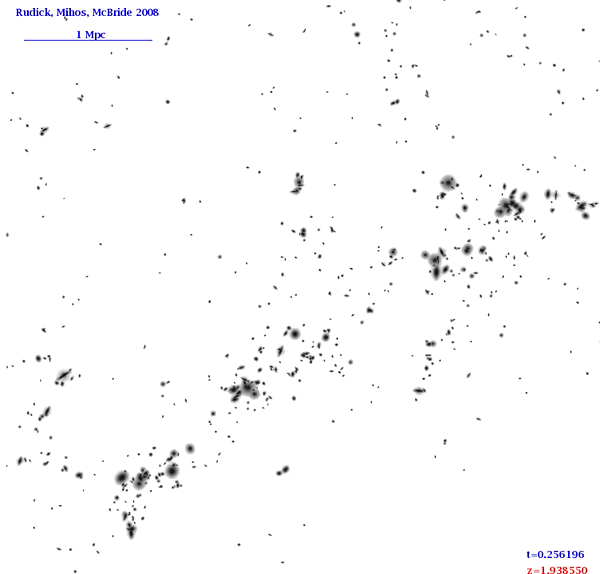 Rudick, Mihos, McBride 2008
1 Mpc
t=0.256196
z=1.938550